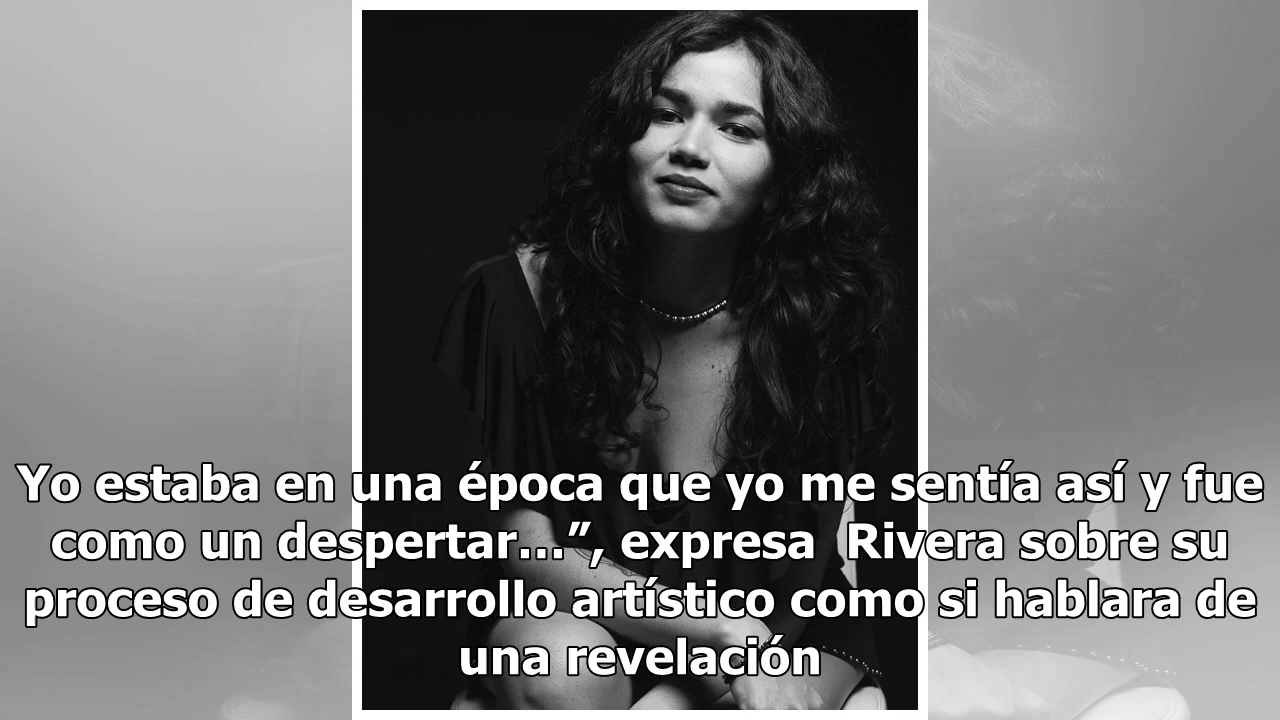 Yo estaba en una época que yo me sentía así y fue
como un despertar...”, expresa  Rivera sobre su
proceso de desarrollo artístico como si hablara de
una revelación